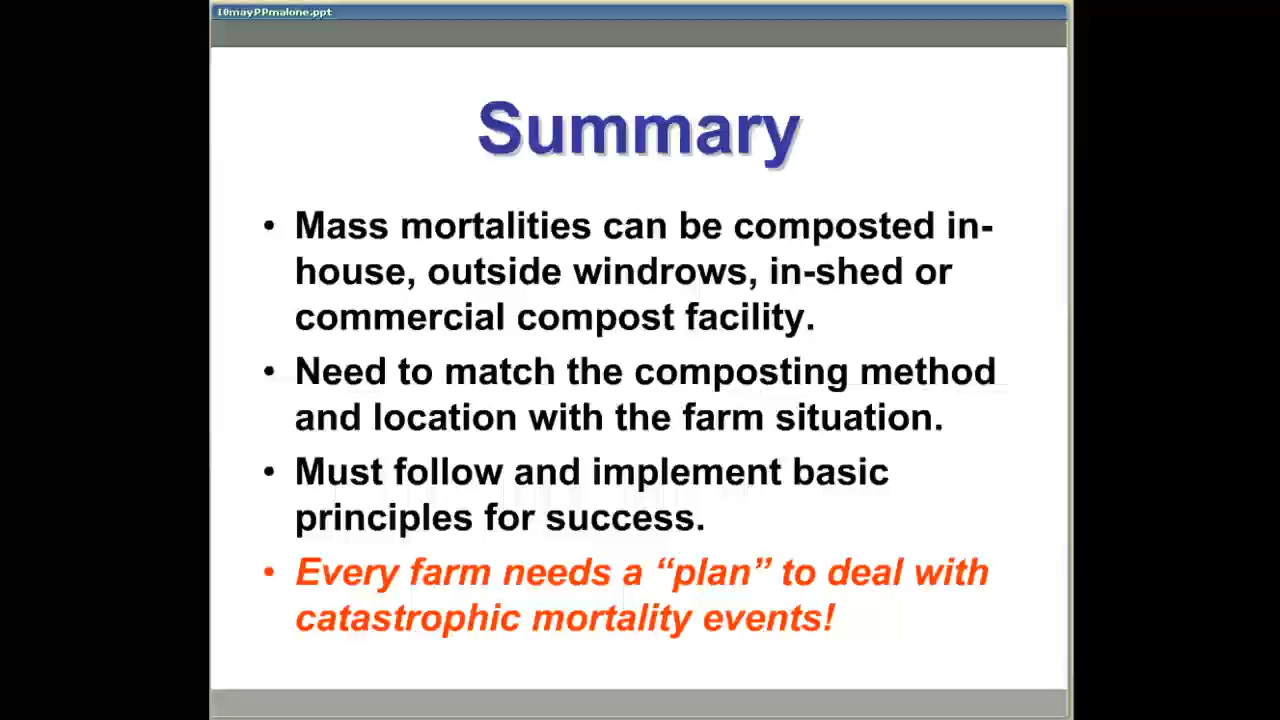 10mayPPmalone.ppt
Summary
• Mass mortalities can be composted in-
house, outside windrows, in-shed or
commercial compost facility.
• Need to match the composting method
and location with the farm situation.
• Must follow and implement basic
principles for success.
• Every farm needs a “plan” to deal with
catastrophic mortality events!